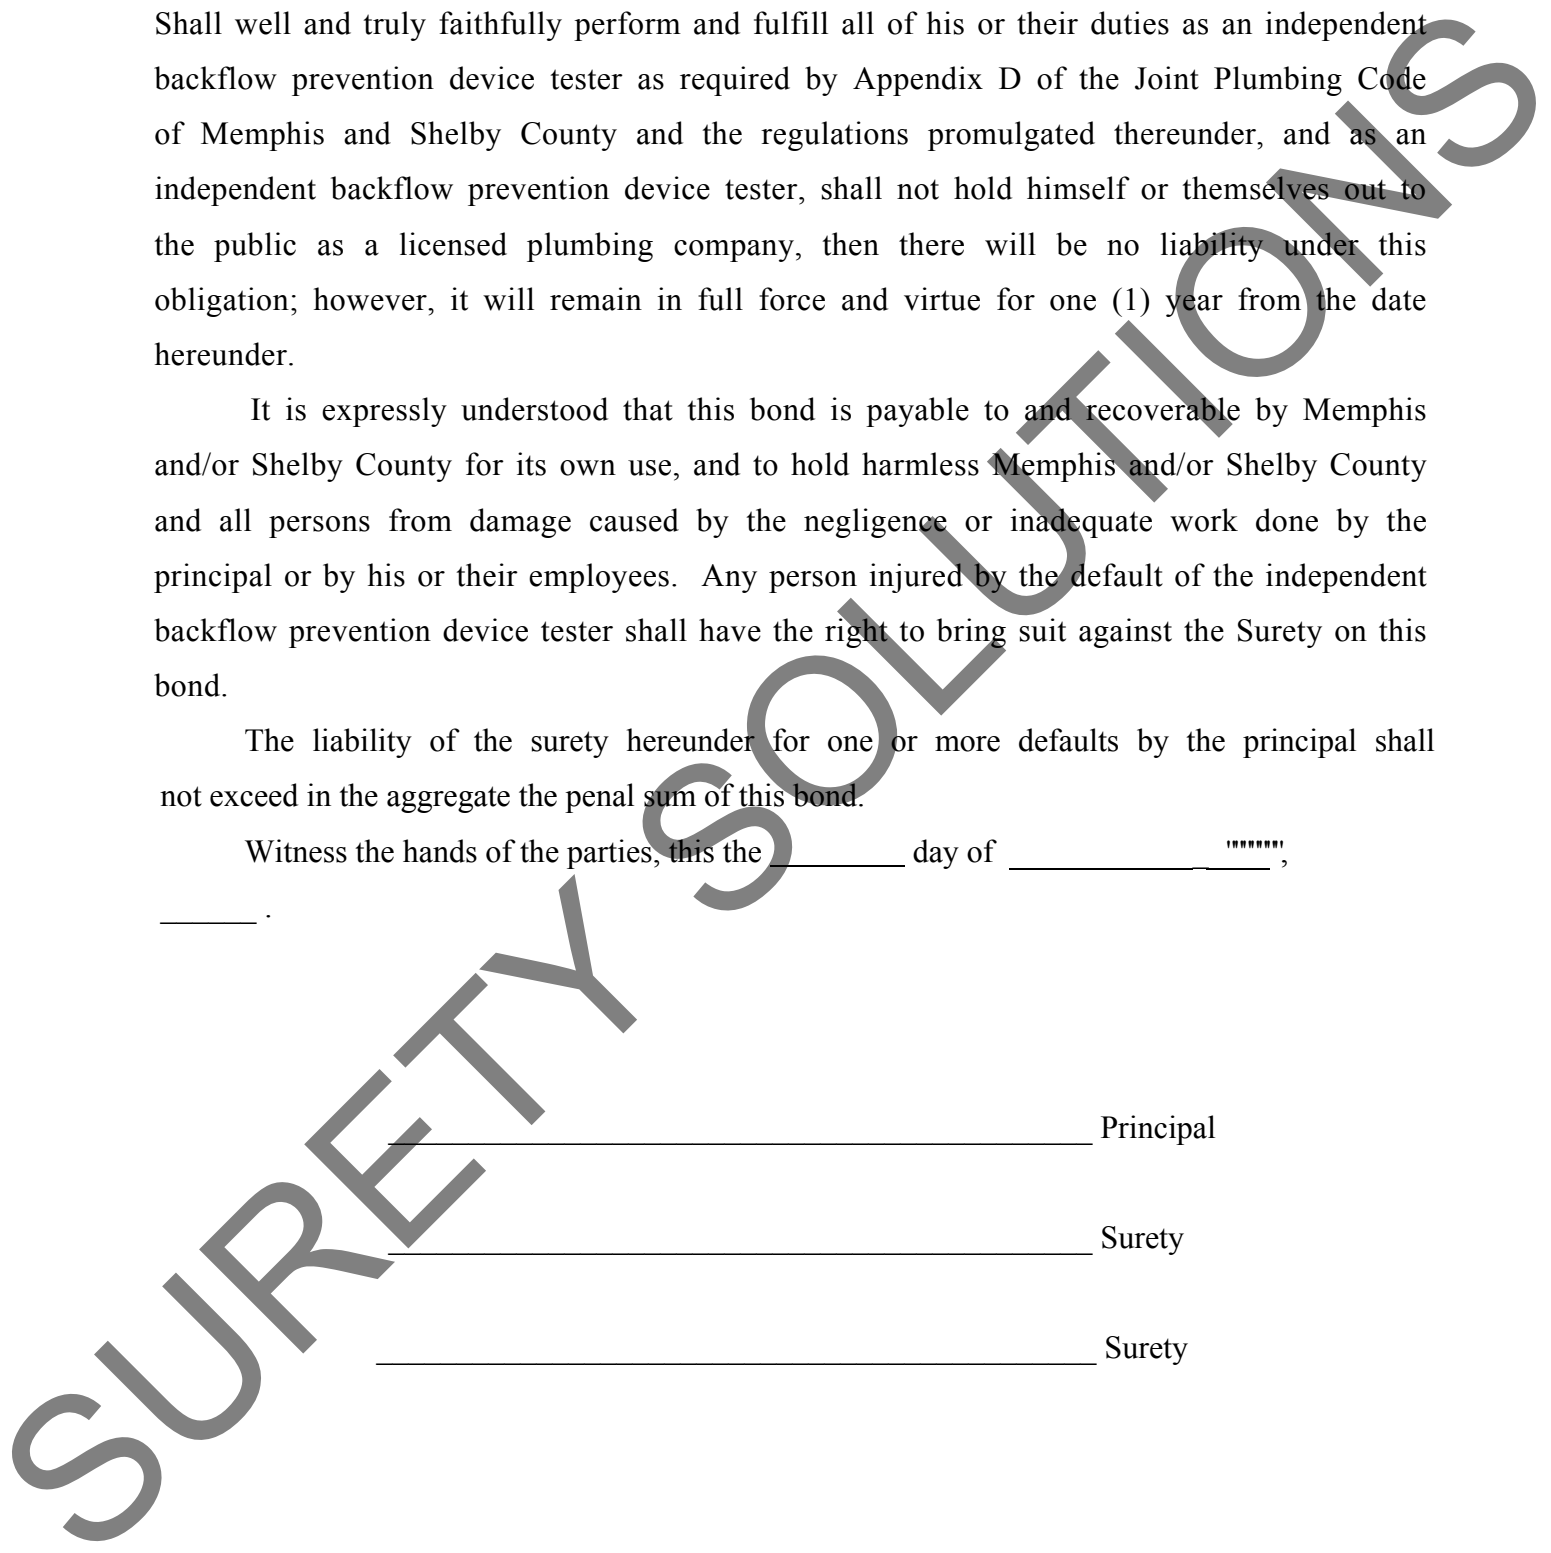 Shall well and truly faithfully perform and fulfill all of his or their duties as an independent
backflow prevention device tester as required by Appendix D of the Joint Plumbing Code
of Memphis and Shelby County and the regulations promulgated thereunder, and as an
independent backflow prevention device tester, shall not hold himself or themselves out to
the public as a licensed plumbing company, then there will be no liability under this
obligation; however, it will remain in full force and virtue for one (1) year from the date
hereunder.
It is expressly understood that this bond is payable to and recoverable by Memphis
and/or Shelby County for its own use, and to hold harmless Memphis and/or Shelby County
and all persons from damage caused by the negligence or inadequate work done by the
principal or by his or their employees. Any person injured by the default of the independent
backflow prevention device tester shall have the right to bring suit against the Surety on this
bond.
The liability of the surety hereunder for one or more defaults by the principal shall
not exceed in the aggregate the penal sum of this bond.
Witness the hands of the parties, this the ________ day of ________________,
______ .
Principal
Surety
Surety
SURETY SOLUTIONS